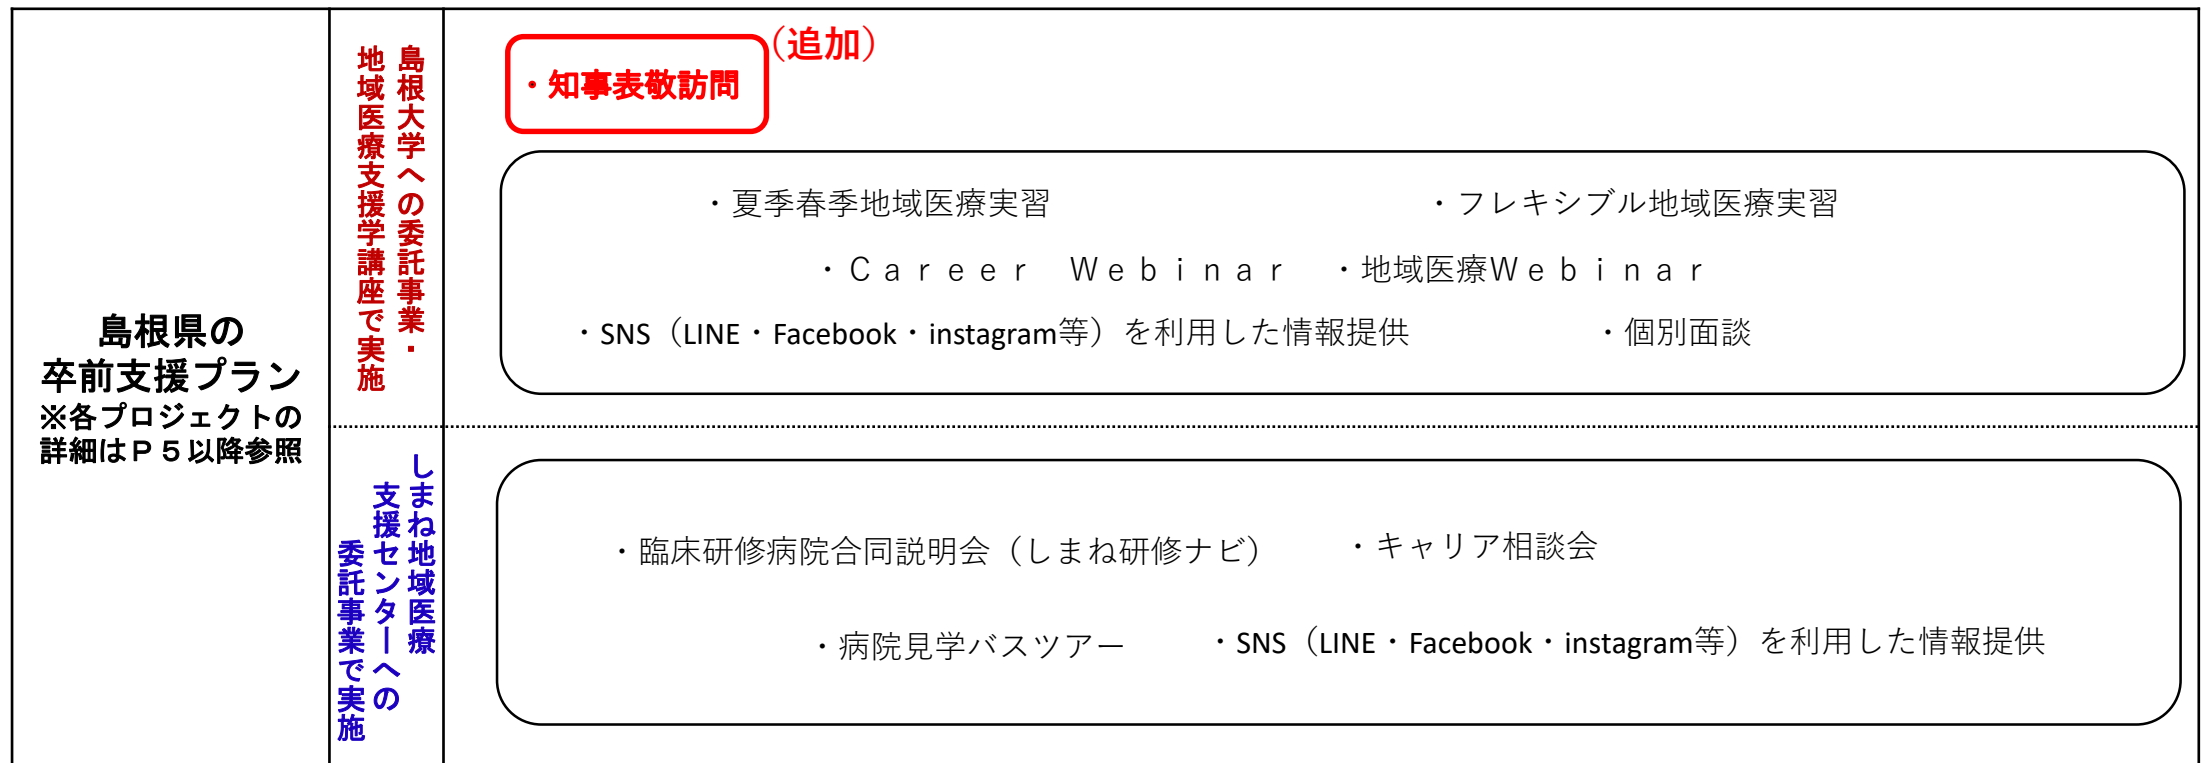 島根県の
卒前支援プラン
※各プロジェクトの
詳細はP５以降参照
島根大学への委託事業・
地域医療支援学講座で実施
（追加）
・知事表敬訪問
・夏季春季地域医療実習
・フレキシブル地域医療実習
・Ｃａｒｅｅｒ　Ｗｅｂｉｎａｒ
・地域医療Ｗｅｂｉｎａｒ
・SNS（LINE・Facebook・instagram等）を利用した情報提供
・個別面談
しまね地域医療
支援センターへの
委託事業で実施
・臨床研修病院合同説明会（しまね研修ナビ）
・キャリア相談会
・病院見学バスツアー
・SNS（LINE・Facebook・instagram等）を利用した情報提供